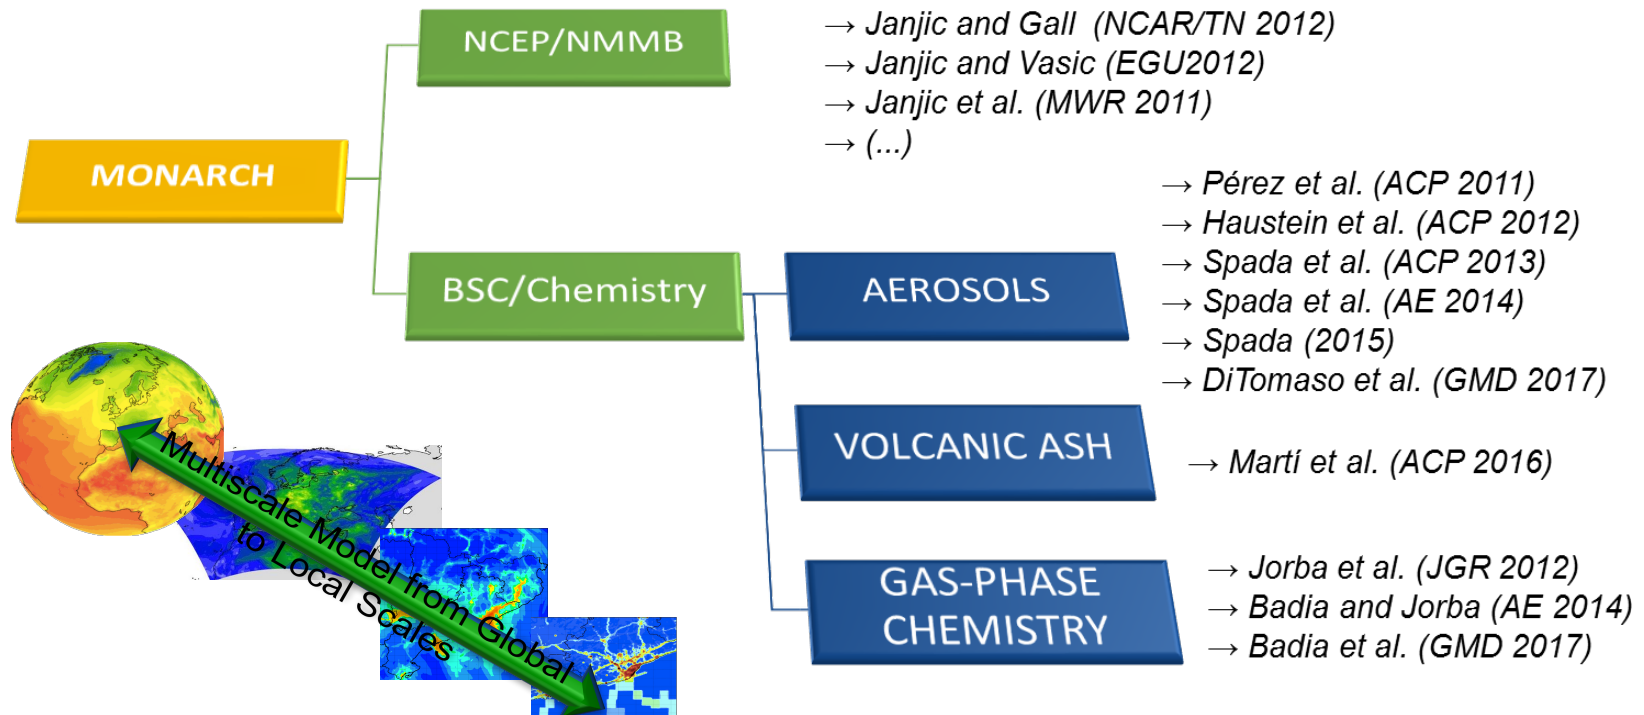 NCEP/NMMB
→ Janjic and Gall (NCAR/TN 2012)
→ Janjic and Vasic (EGU2012)
→ Janjic et al. (MWR 2011)
→ (...)
MONARCH
BSC/Chemistry
AEROSOLS
→ Pérez et al. (ACP 2011)
→ Haustein et al. (ACP 2012)
→ Spada et al. (ACP 2013)
→ Spada et al. (AE 2014)
→ Spada (2015)
→ DiTomaso et al. (GMD 2017)
VOLCANIC ASH
→ Martí et al. (ACP 2016)
GAS-PHASE
CHEMISTRY
→ Jorba et al. (JGR 2012)
→ Badia and Jorba (AE 2014)
→ Badia et al. (GMD 2017)
Multiscale Model from Global
to Local Scales